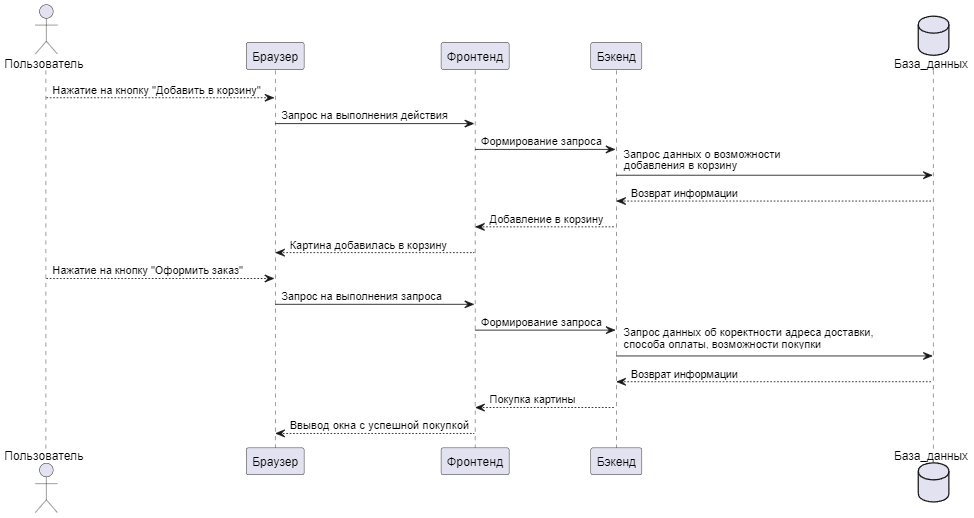 Пользователь
Браузер
Фронтенд
Бэкенд
База_данных
Нажатие на кнопку "Добавить в корзину"
Запрос на выполнения действия
Формирование запроса
Запрос данных о возможности
добавления в корзину
Возврат информации
Добавление в корзину
Картина добавилась в корзину
Нажатие на кнопку "Оформить заказ"
Запрос на выполнения запроса
Формирование запроса
Запрос данных об коректности адреса доставки,
способа оплаты, возможности покупки
Возврат информации
Покупка картины
Ввывод окна с успешной покупкой
Пользователь
Браузер
Фронтенд
Бэкенд
База_данных